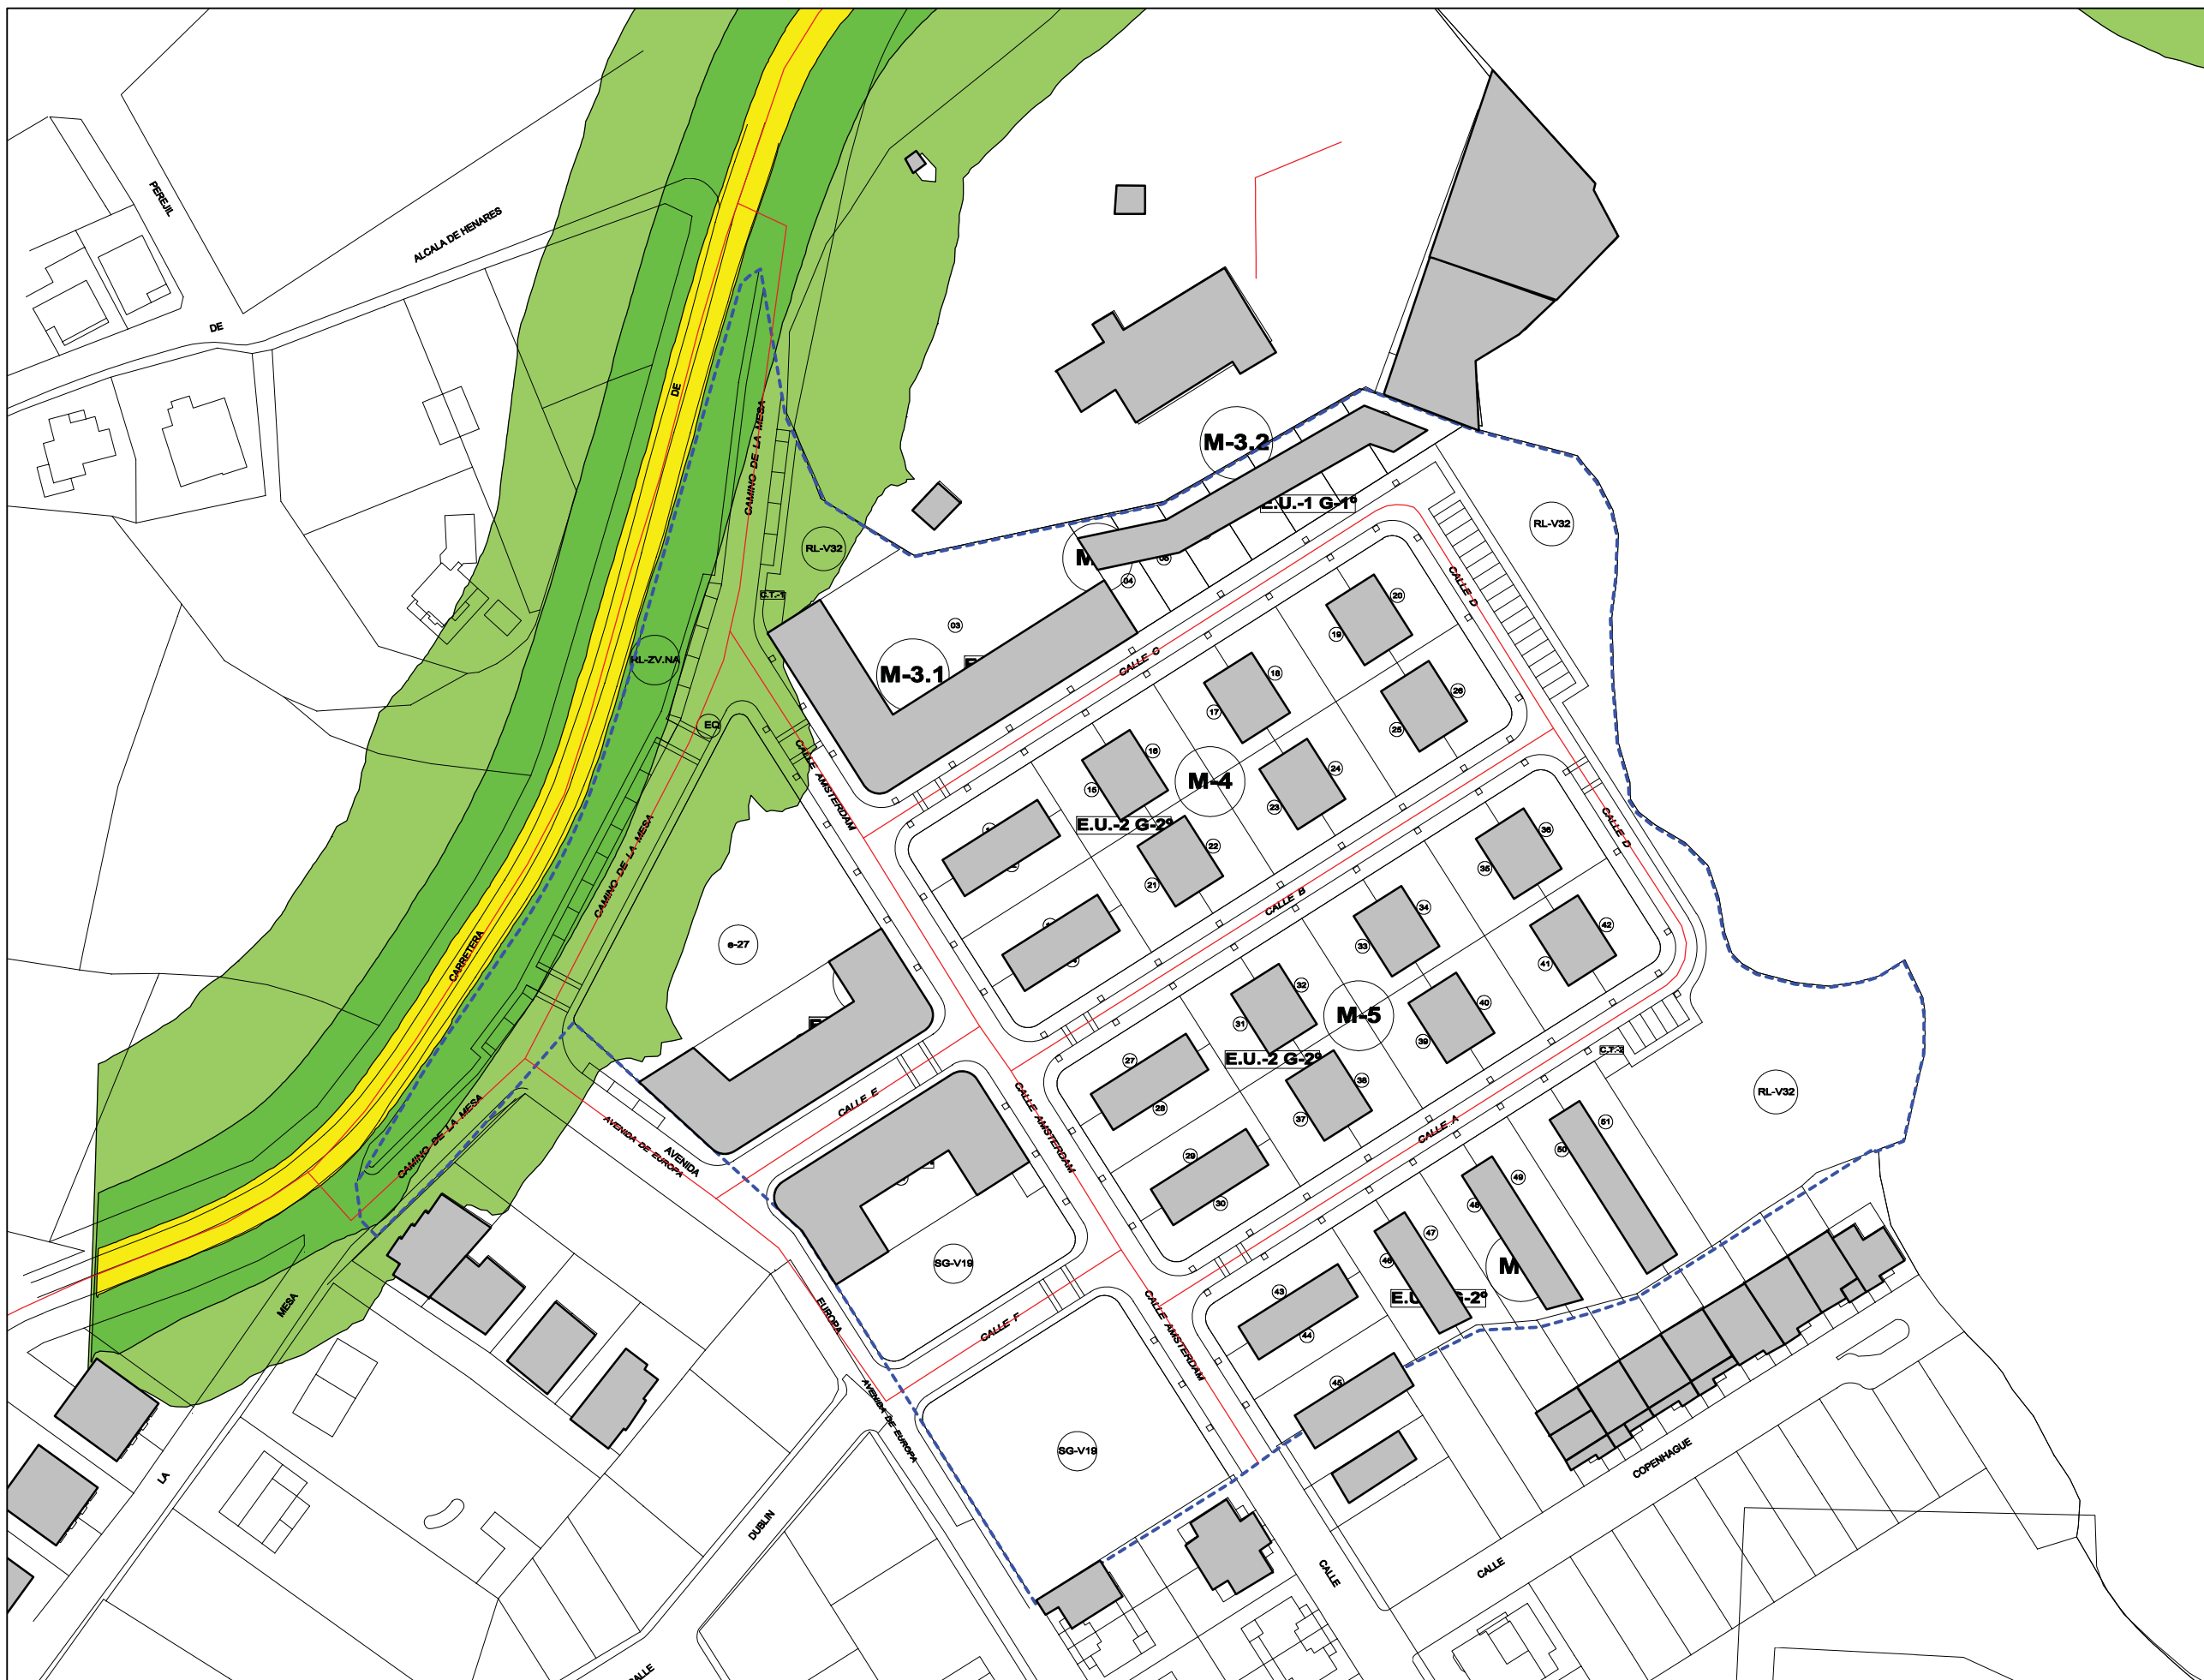 PEREJIL
ALCALA DE HENARES
DE
DE
CAMINO DE LA MESA
M-3.2
E.U.-1 G-1º
RL-V32
RL-V32
M
06
04
C.T.-1
03
CALLE D
20
19
RL-ZV.NA
M-3.1
CALLE C
18
17
26
25
EQ
CALLE AMSTERDAM
16
15
M-4
24
23
E.U.-2 G-2º
CALLE D
36
35
CAMINO DE LA MESA
22
21
CALLE B
34
33
42
41
e-27
CARRETERA
32
31
M-5
40
39
E.U.-2 G-2º
C.T.-2
27
28
38
37
RL-V32
CALLE E
CALLE AMSTERDAM
CAMINO DE LA MESA
AVENIDA DE EUROPA
AVENIDA
CALLE A
51
50
29
30
49
48
47
46
SG-V19
M
MESA
EUROPA
CALLE F
CALLE AMSTERDAM
43
44
E.U.
G-2º
45
AVENIDA DE EUROPA
SG-V19
COPENHAGUE
LA
DUBLIN
CALLE
CALLE
CALLE